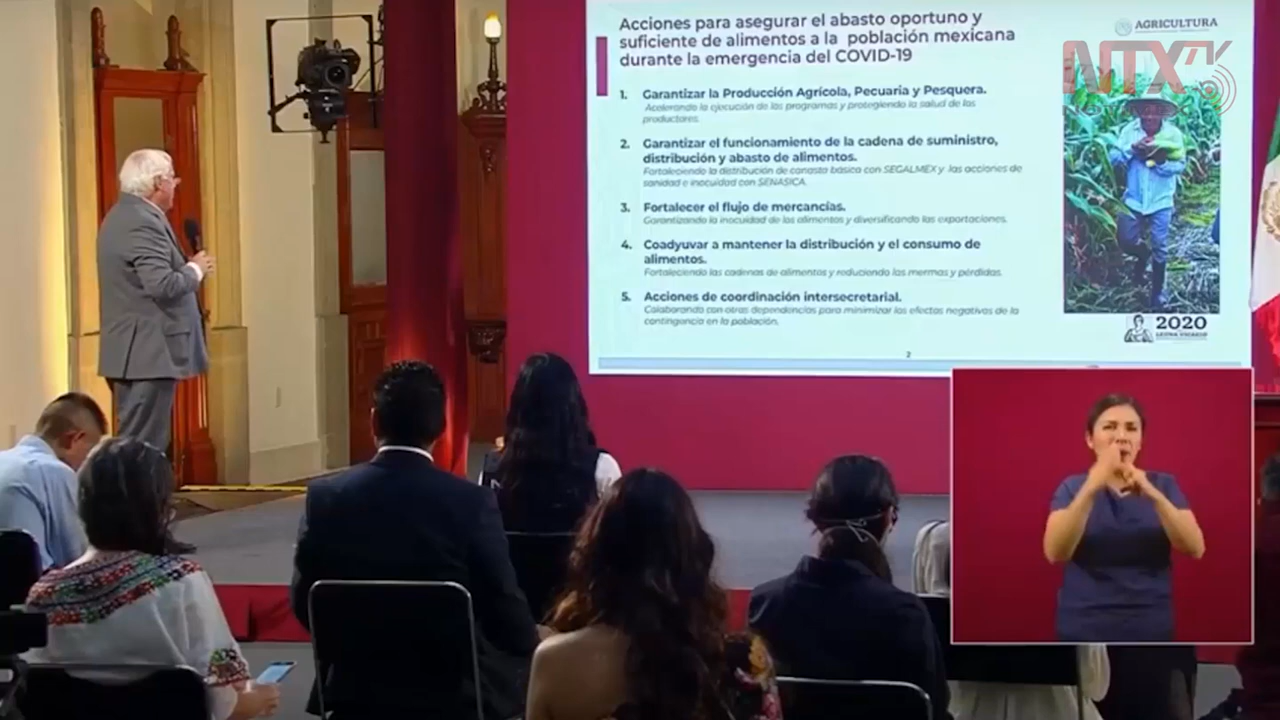 Acciones para asegurar el abasto oportuno y
suficiente de alimentos a la población mexicana
durante la emergencia del COVID-19
AGRICULTURA
NTX
1. Garantizar la Producción Agrícola, Pecuaria y Pesquera.
Acelerando la ejecución de los programas y protegiendo la salud de los
productores.
2. Garantizar el funcionamiento de la cadena de suministro,
distribución y abasto de alimentos.
Fortaleciendo la distribución de canasta básica con SEGALMEX y las acciones de
sanidad e inocuidad con SENASICA.
3. Fortalecer el flujo de mercancías.
Garantizando la inocuidad de los alimentos y diversificando las exportaciones.
4. Coadyuvar a mantener la distribución y el consumo de
alimentos.
Fortaleciendo las cadenas de alimentos y reduciendo las mermas y pérdidas.
5. Acciones de coordinación intersecretarial.
Colaborando con otras dependencias para minimizar los efectos negativos de la
contingencia en la población.
2020
LEONA VICARIO
2